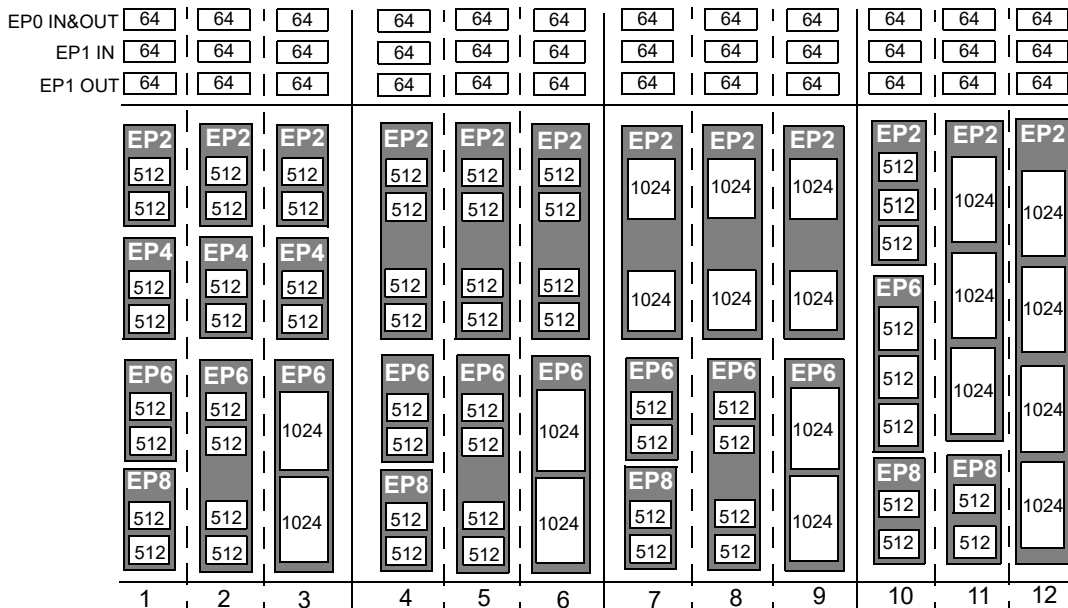 EP0 IN&OUT 64 64 64 64 64 64 64 64 64 64 64 64
EP1 IN 64 64 64 64 64 64 64 64 64 64 64 64
EP1 OUT 64 64 64 64 64 64 64 64 64 64 64 64
EP2 EP2 EP2 EP2 EP2 EP2 EP2 EP2 EP2 EP2 EP2 EP2
512 512 512 512 512 512 1024 1024 1024 512
512 512 512 512 512 512 512 1024 1024
EP4 EP4 EP4 512
512 512 512 512 512 512 1024 1024 1024 EP6 1024 1024
512 512 512 512 512 512 512
EP6 EP6 EP6 EP6 EP6 EP6 EP6 EP6 EP6 512 1024
512 512 1024 512 512 1024 512 512 1024 1024
512 512 512 512 512 512 512
EP8 EP8 EP8 EP8 EP8
512 512 1024 512 512 1024 512 512 1024 512 512 1024
512 512 512 512 512 512 512 512
1 2 3 4 5 6 7 8 9 10 11 12